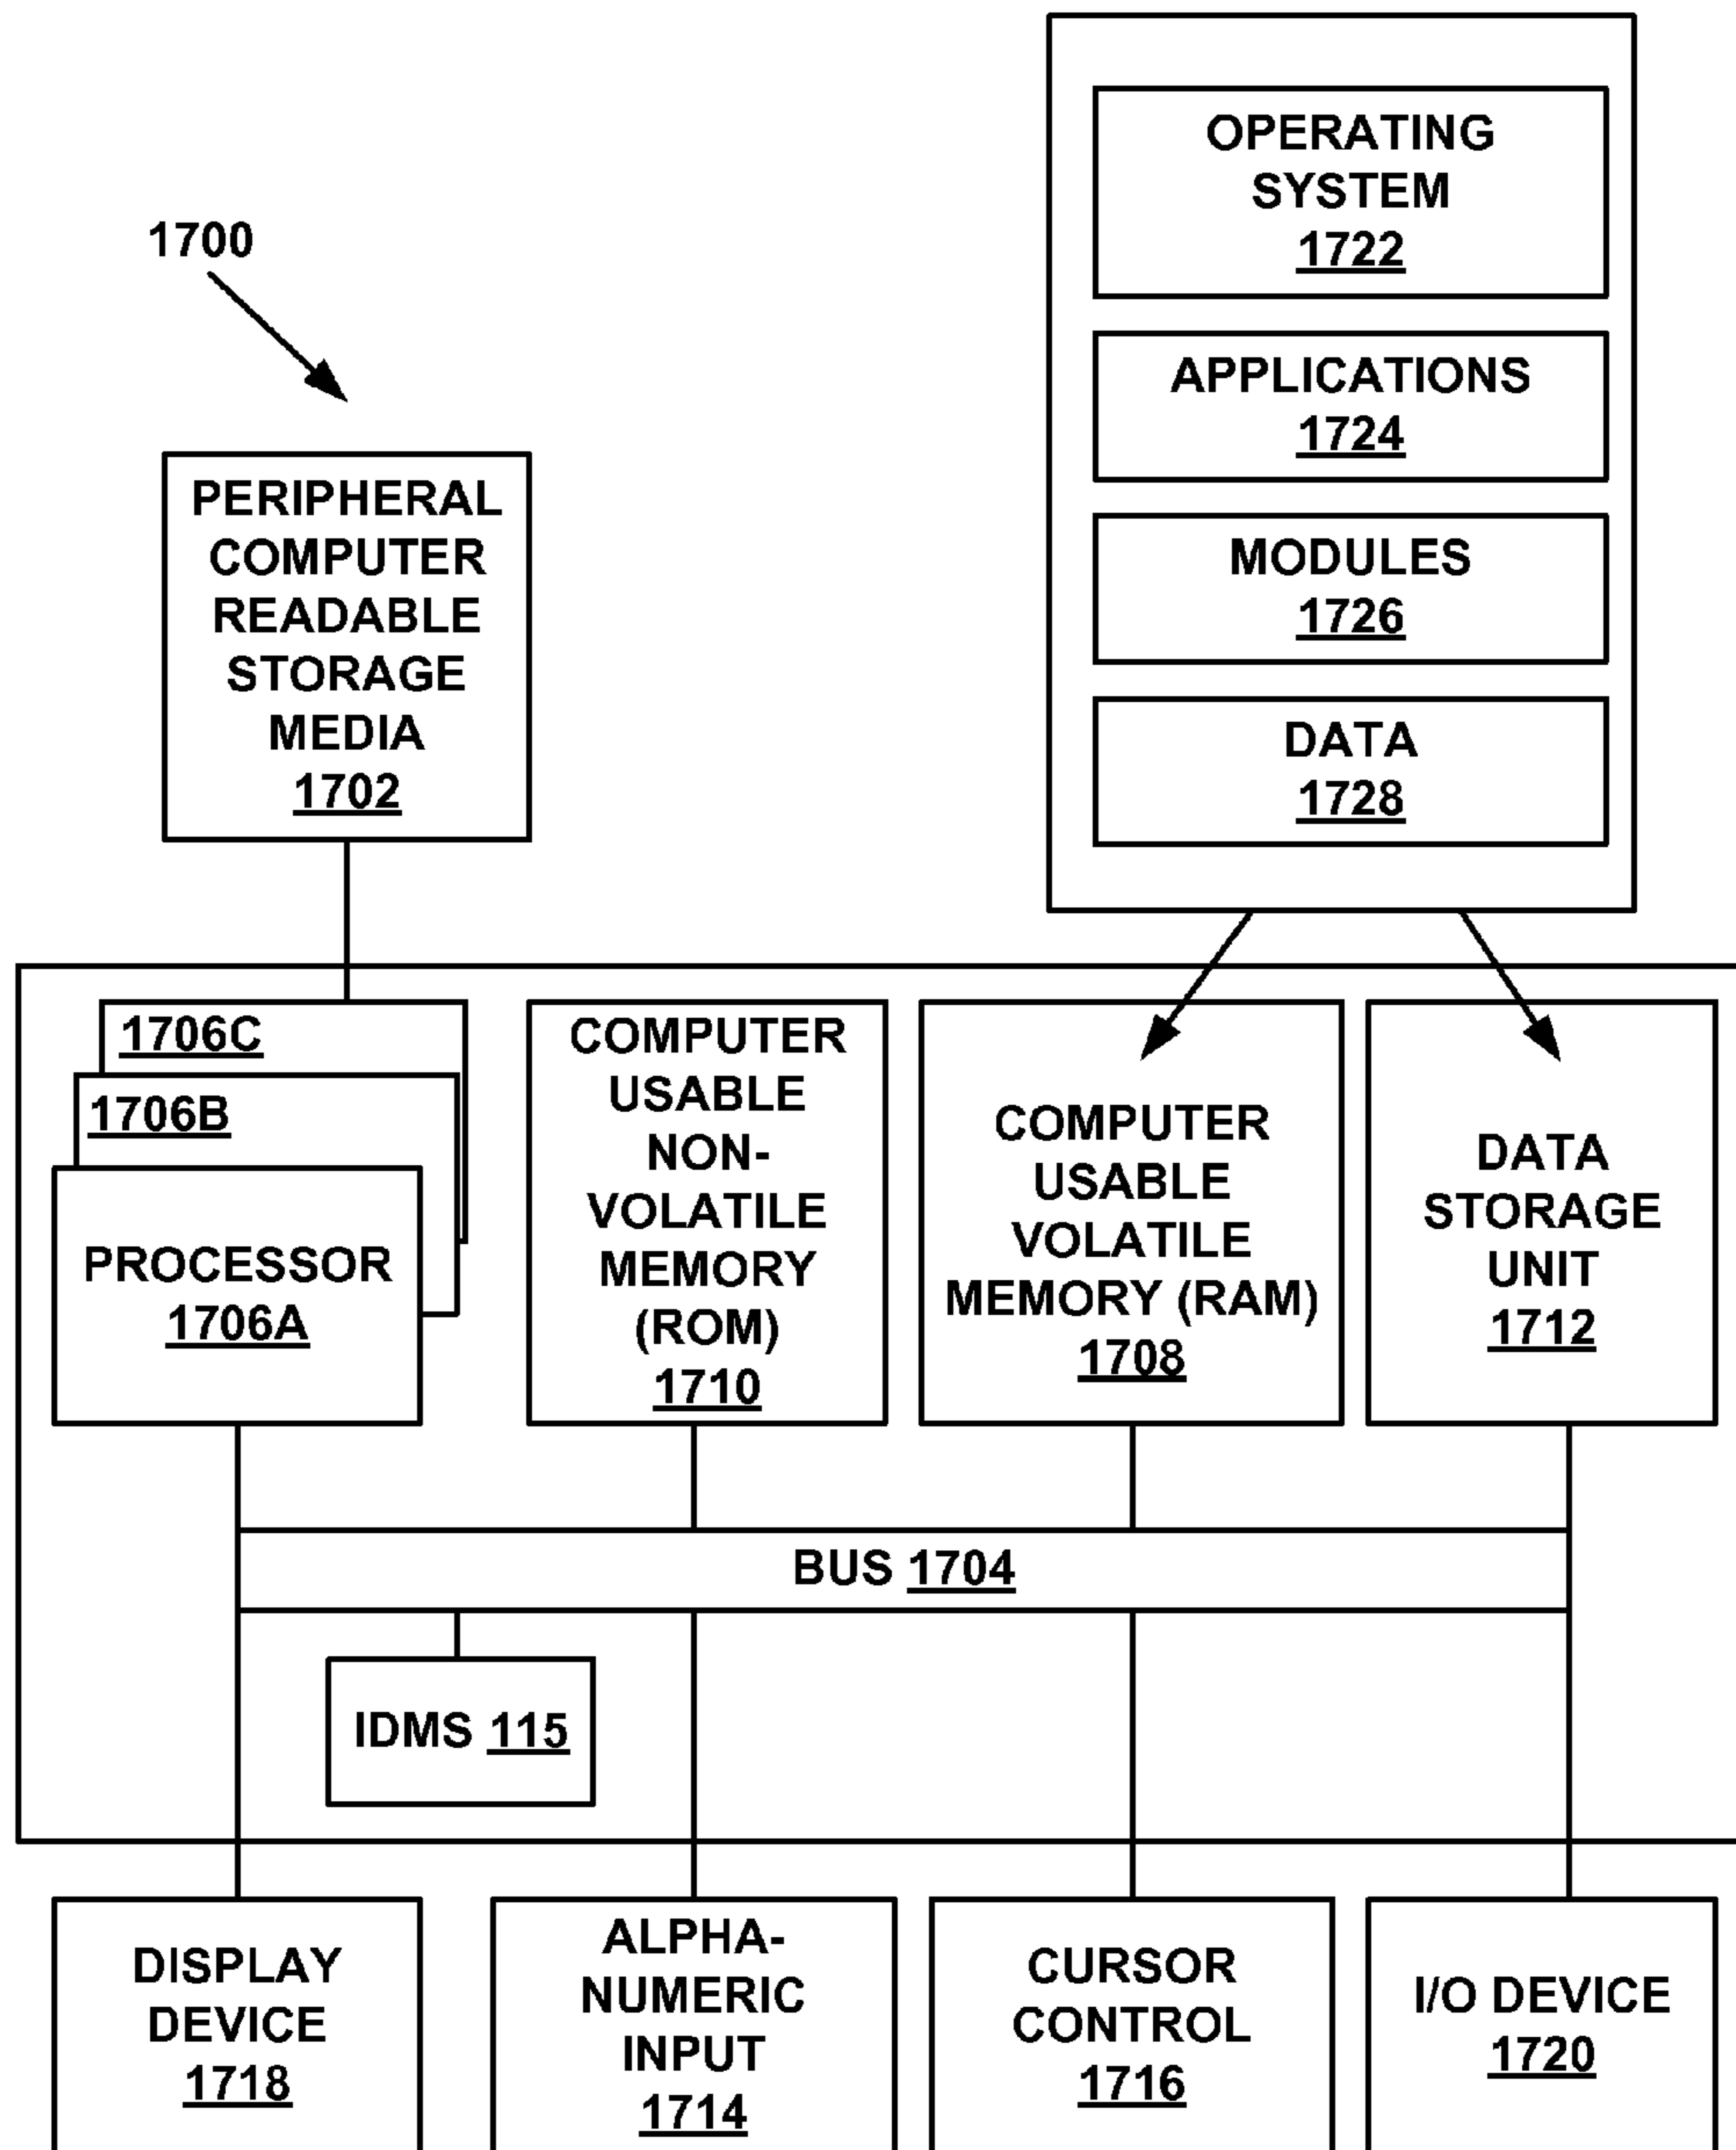 1700
PERIPHERAL
COMPUTER
READABLE
STORAGE
MEDIA
1702
OPERATING
SYSTEM
1722
APPLICATIONS
1724
MODULES
1726
DATA
1728
1706C
1706B
PROCESSOR
1706A
COMPUTER
USABLE
NON-
VOLATILE
MEMORY
(ROM)
1710
COMPUTER
USABLE
VOLATILE
MEMORY (RAM)
1708
DATA
STORAGE
UNIT
1712
BUS 1704
IDMS 115
DISPLAY
DEVICE
1718
ALPHA-
NUMERIC
INPUT
1714
CURSOR
CONTROL
1716
I/O DEVICE
1720